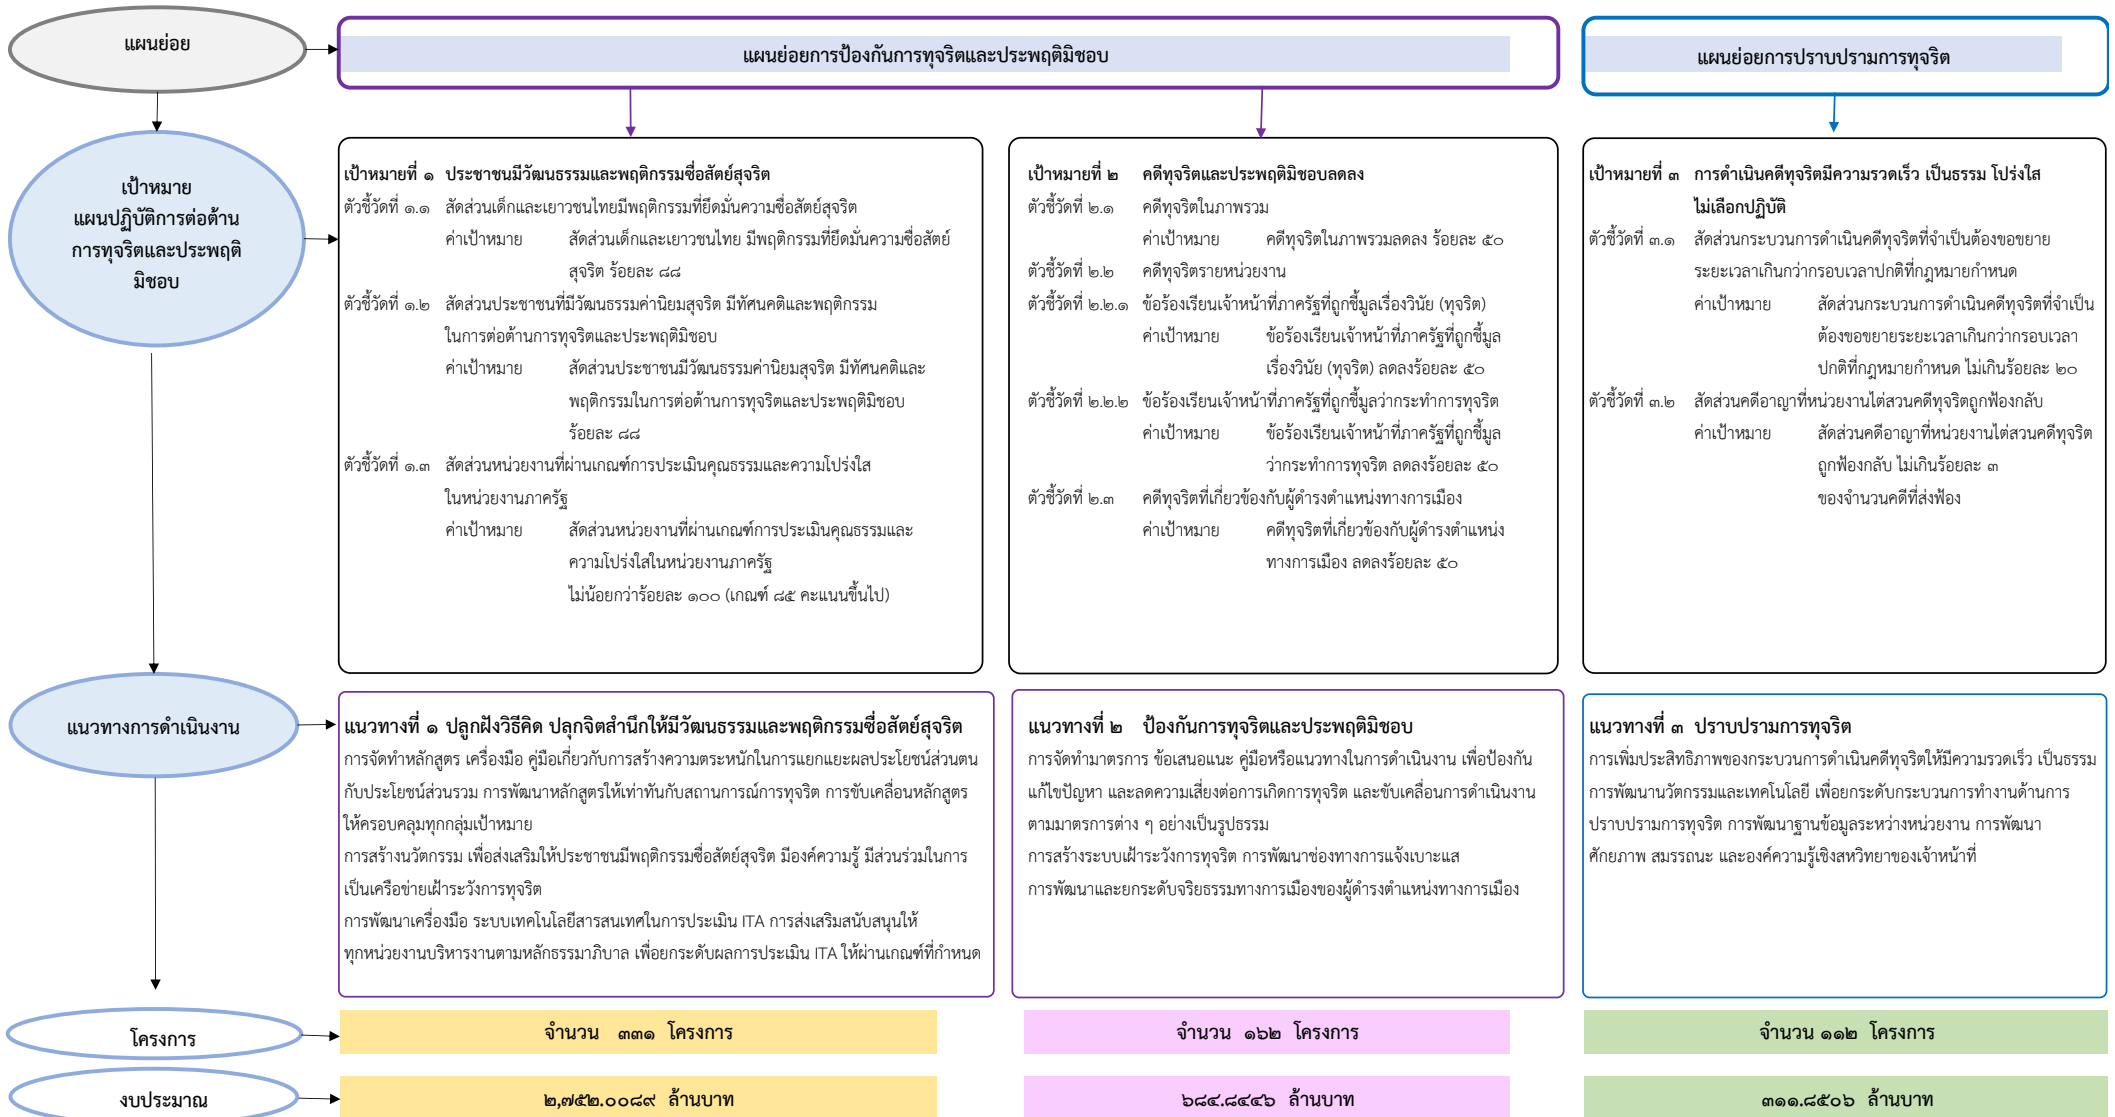 แผนย่อย
แผนย่อยการป้องกันการทุจริตและประพฤติมิชอบ
แผนย่อยการปราบปรามการทุจริต
เป้าหมาย
แผนปฏิบัติการต่อต้าน
การทุจริตและประพฤติ
มิชอบ
เป้าหมายที่ ๑ ประชาชนมีวัฒนธรรมและพฤติกรรมซื่อสัตย์สุจริต
ตัวชี้วัดที่ ๑.๑ สัดส่วนเด็กและเยาวชนไทยมีพฤติกรรมที่ยึดมั่นความซื่อสัตย์สุจริต
ค่าเป้าหมาย สัดส่วนเด็กและเยาวชนไทย มีพฤติกรรมที่ยึดมั่นความซื่อสัตย์
สุจริต ร้อยละ ๘๘
ตัวชี้วัดที่ ๑.๒ สัดส่วนประชาชนที่มีวัฒนธรรมค่านิยมสุจริต มีทัศนคติและพฤติกรรม
ในการต่อต้านการทุจริตและประพฤติมิชอบ
ค่าเป้าหมาย สัดส่วนประชาชนมีวัฒนธรรมค่านิยมสุจริต มีทัศนคติและ
พฤติกรรมในการต่อต้านการทุจริตและประพฤติมิชอบ
ร้อยละ ๘๘
ตัวชี้วัดที่ ๑.๓ สัดส่วนหน่วยงานที่ผ่านเกณฑ์การประเมินคุณธรรมและความโปร่งใส
ในหน่วยงานภาครัฐ
ค่าเป้าหมาย สัดส่วนหน่วยงานที่ผ่านเกณฑ์การประเมินคุณธรรมและ
ความโปร่งใสในหน่วยงานภาครัฐ
ไม่น้อยกว่าร้อยละ ๑๐๐ (เกณฑ์ ๘๕ คะแนนขึ้นไป)
เป้าหมายที่ ๒ คดีทุจริตและประพฤติมิชอบลดลง
ตัวชี้วัดที่ ๒.๑ คดีทุจริตในภาพรวม
ค่าเป้าหมาย คดีทุจริตในภาพรวมลดลง ร้อยละ ๕๐
ตัวชี้วัดที่ ๒.๒ คดีทุจริตรายหน่วยงาน
ตัวชี้วัดที่ ๒.๒.๑ ข้อร้องเรียนเจ้าหน้าที่ภาครัฐที่ถูกชี้มูลเรื่องวินัย (ทุจริต)
ค่าเป้าหมาย ข้อร้องเรียนเจ้าหน้าที่ภาครัฐที่ถูกชี้มูล
เรื่องวินัย (ทุจริต) ลดลงร้อยละ ๕๐
ตัวชี้วัดที่ ๒.๒.๒ ข้อร้องเรียนเจ้าหน้าที่ภาครัฐที่ถูกชี้มูลว่ากระทำการทุจริต
ค่าเป้าหมาย ข้อร้องเรียนเจ้าหน้าที่ภาครัฐที่ถูกชี้มูล
ว่ากระทำการทุจริต ลดลงร้อยละ ๕๐
ตัวชี้วัดที่ ๒.๓ คดีทุจริตที่เกี่ยวข้องกับผู้ดำรงตำแหน่งทางการเมือง
ค่าเป้าหมาย คดีทุจริตที่เกี่ยวข้องกับผู้ดำรงตำแหน่ง
ทางการเมือง ลดลงร้อยละ ๕๐
เป้าหมายที่ ๓ การดำเนินคดีทุจริตมีความรวดเร็ว เป็นธรรม โปร่งใส
ไม่เลือกปฏิบัติ
ตัวชี้วัดที่ ๓.๑ สัดส่วนกระบวนการดำเนินคดีทุจริตที่จำเป็นต้องขอขยาย
ระยะเวลาเกินกว่ากรอบเวลาปกติที่กฎหมายกำหนด
ค่าเป้าหมาย สัดส่วนกระบวนการดำเนินคดีทุจริตที่จำเป็น
ต้องขอขยายระยะเวลาเกินกว่ากรอบเวลา
ปกติที่กฎหมายกำหนด ไม่เกินร้อยละ ๒๐
ตัวชี้วัดที่ ๓.๒ สัดส่วนคดีอาญาที่หน่วยงานไต่สวนคดีทุจริตถูกฟ้องกลับ
ค่าเป้าหมาย สัดส่วนคดีอาญาที่หน่วยงานไต่สวนคดีทุจริต
ถูกฟ้องกลับ ไม่เกินร้อยละ ๓
ของจำนวนคดีที่ส่งฟ้อง
แนวทางการดำเนินงาน
แนวทางที่ ๑ ปลูกฝังวิธีคิด ปลุกจิตสำนึกให้มีวัฒนธรรมและพฤติกรรมซื่อสัตย์สุจริต
การจัดทำหลักสูตร เครื่องมือ คู่มือเกี่ยวกับการสร้างความตระหนักในการแยกแยะผลประโยชน์ส่วนตน
กับประโยชน์ส่วนรวม การพัฒนาหลักสูตรให้เท่าทันกับสถานการณ์การทุจริต การขับเคลื่อนหลักสูตร
ให้ครอบคลุมทุกกลุ่มเป้าหมาย
การสร้างนวัตกรรม เพื่อส่งเสริมให้ประชาชนมีพฤติกรรมซื่อสัตย์สุจริต มีองค์ความรู้ มีส่วนร่วมในการ
เป็นเครือข่ายเฝ้าระวังการทุจริต
การพัฒนาเครื่องมือ ระบบเทคโนโลยีสารสนเทศในการประเมิน ITA การส่งเสริมสนับสนุนให้
ทุกหน่วยงานบริหารงานตามหลักธรรมาภิบาล เพื่อยกระดับผลการประเมิน ITA ให้ผ่านเกณฑ์ที่กำหนด
แนวทางที่ ๒ ป้องกันการทุจริตและประพฤติมิชอบ
การจัดทำมาตรการ ข้อเสนอแนะ คู่มือหรือแนวทางในการดำเนินงาน เพื่อป้องกัน
แก้ไขปัญหา และลดความเสี่ยงต่อการเกิดการทุจริต และขับเคลื่อนการดำเนินงาน
ตามมาตรการต่าง ๆ อย่างเป็นรูปธรรม
การสร้างระบบเฝ้าระวังการทุจริต การพัฒนาช่องทางการแจ้งเบาะแส
การพัฒนาและยกระดับจริยธรรมทางการเมืองของผู้ดำรงตำแหน่งทางการเมือง
แนวทางที่ ๓ ปราบปรามการทุจริต
การเพิ่มประสิทธิภาพของกระบวนการดำเนินคดีทุจริตให้มีความรวดเร็ว เป็นธรรม
การพัฒนานวัตกรรมและเทคโนโลยี เพื่อยกระดับกระบวนการทำงานด้านการ
ปราบปรามการทุจริต การพัฒนาฐานข้อมูลระหว่างหน่วยงาน การพัฒนา
ศักยภาพ สมรรถนะ และองค์ความรู้เชิงสหวิทยาของเจ้าหน้าที่
โครงการ
จำนวน ๓๓๑ โครงการ
จำนวน ๑๖๒ โครงการ
จำนวน ๑๑๒ โครงการ
งบประมาณ
๒,๗๕๒.๐๐๘๙ ล้านบาท
๖๘๔.๘๔๔๖ ล้านบาท
๓๑๑.๘๕๐๖ ล้านบาท